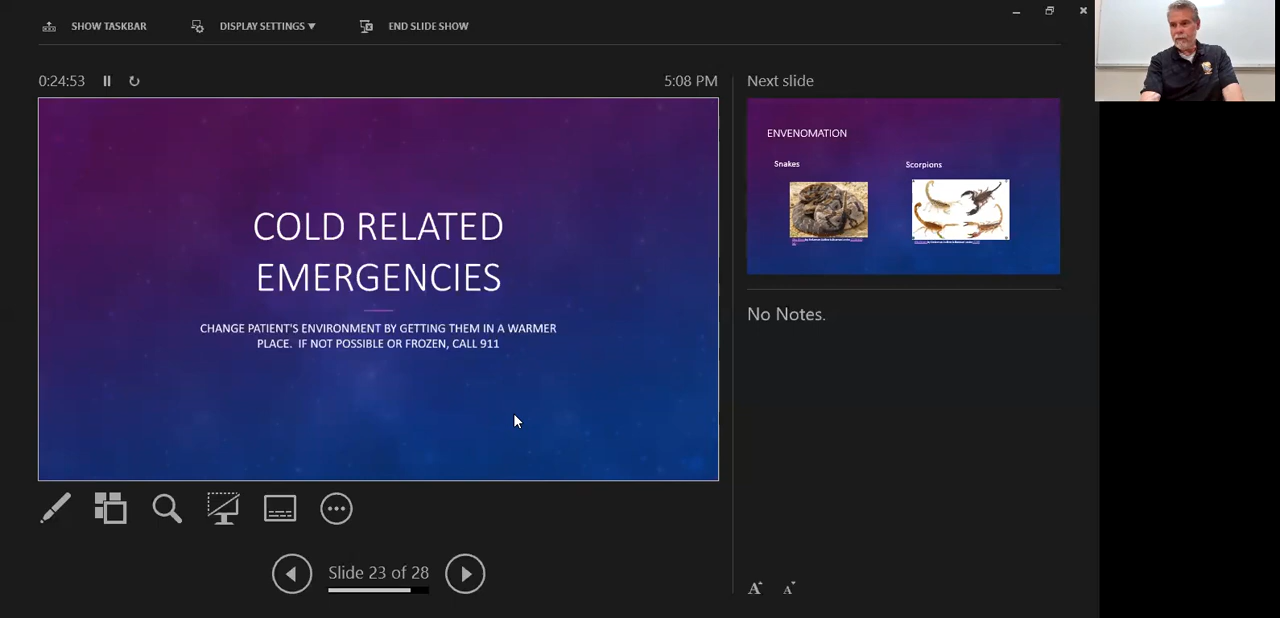 SHOW TASKBAR
DISPLAY SETTINGS
END SLIDE SHOW
0:24:53
5:08 PM
COLD RELATED
EMERGENCIES
CHANGE PATIENT'S ENVIRONMENT BY GETTING THEM IN A WARMER
PLACE. IF NOT POSSIBLE OR FROZEN, CALL 911
Slide 23 of 28
Next slide
ENVENOMATION
Snakes
Scorpions
No Notes.
A A